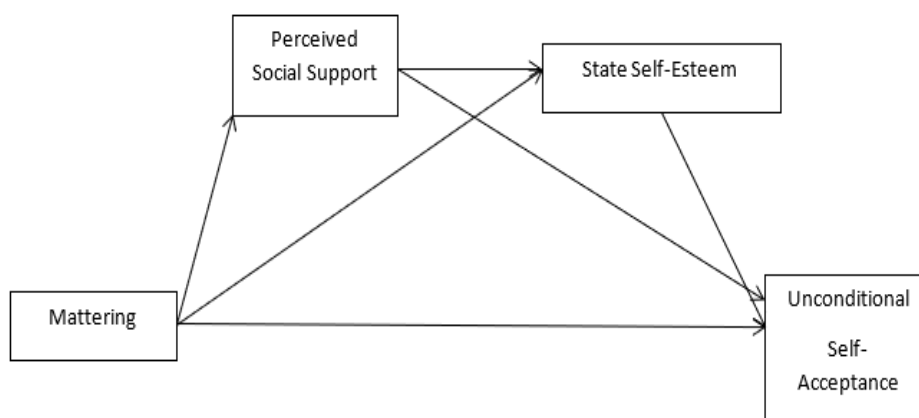 Perceived
Social Support
State Self-Esteem
Mattering
Unconditional
Self-
Acceptance